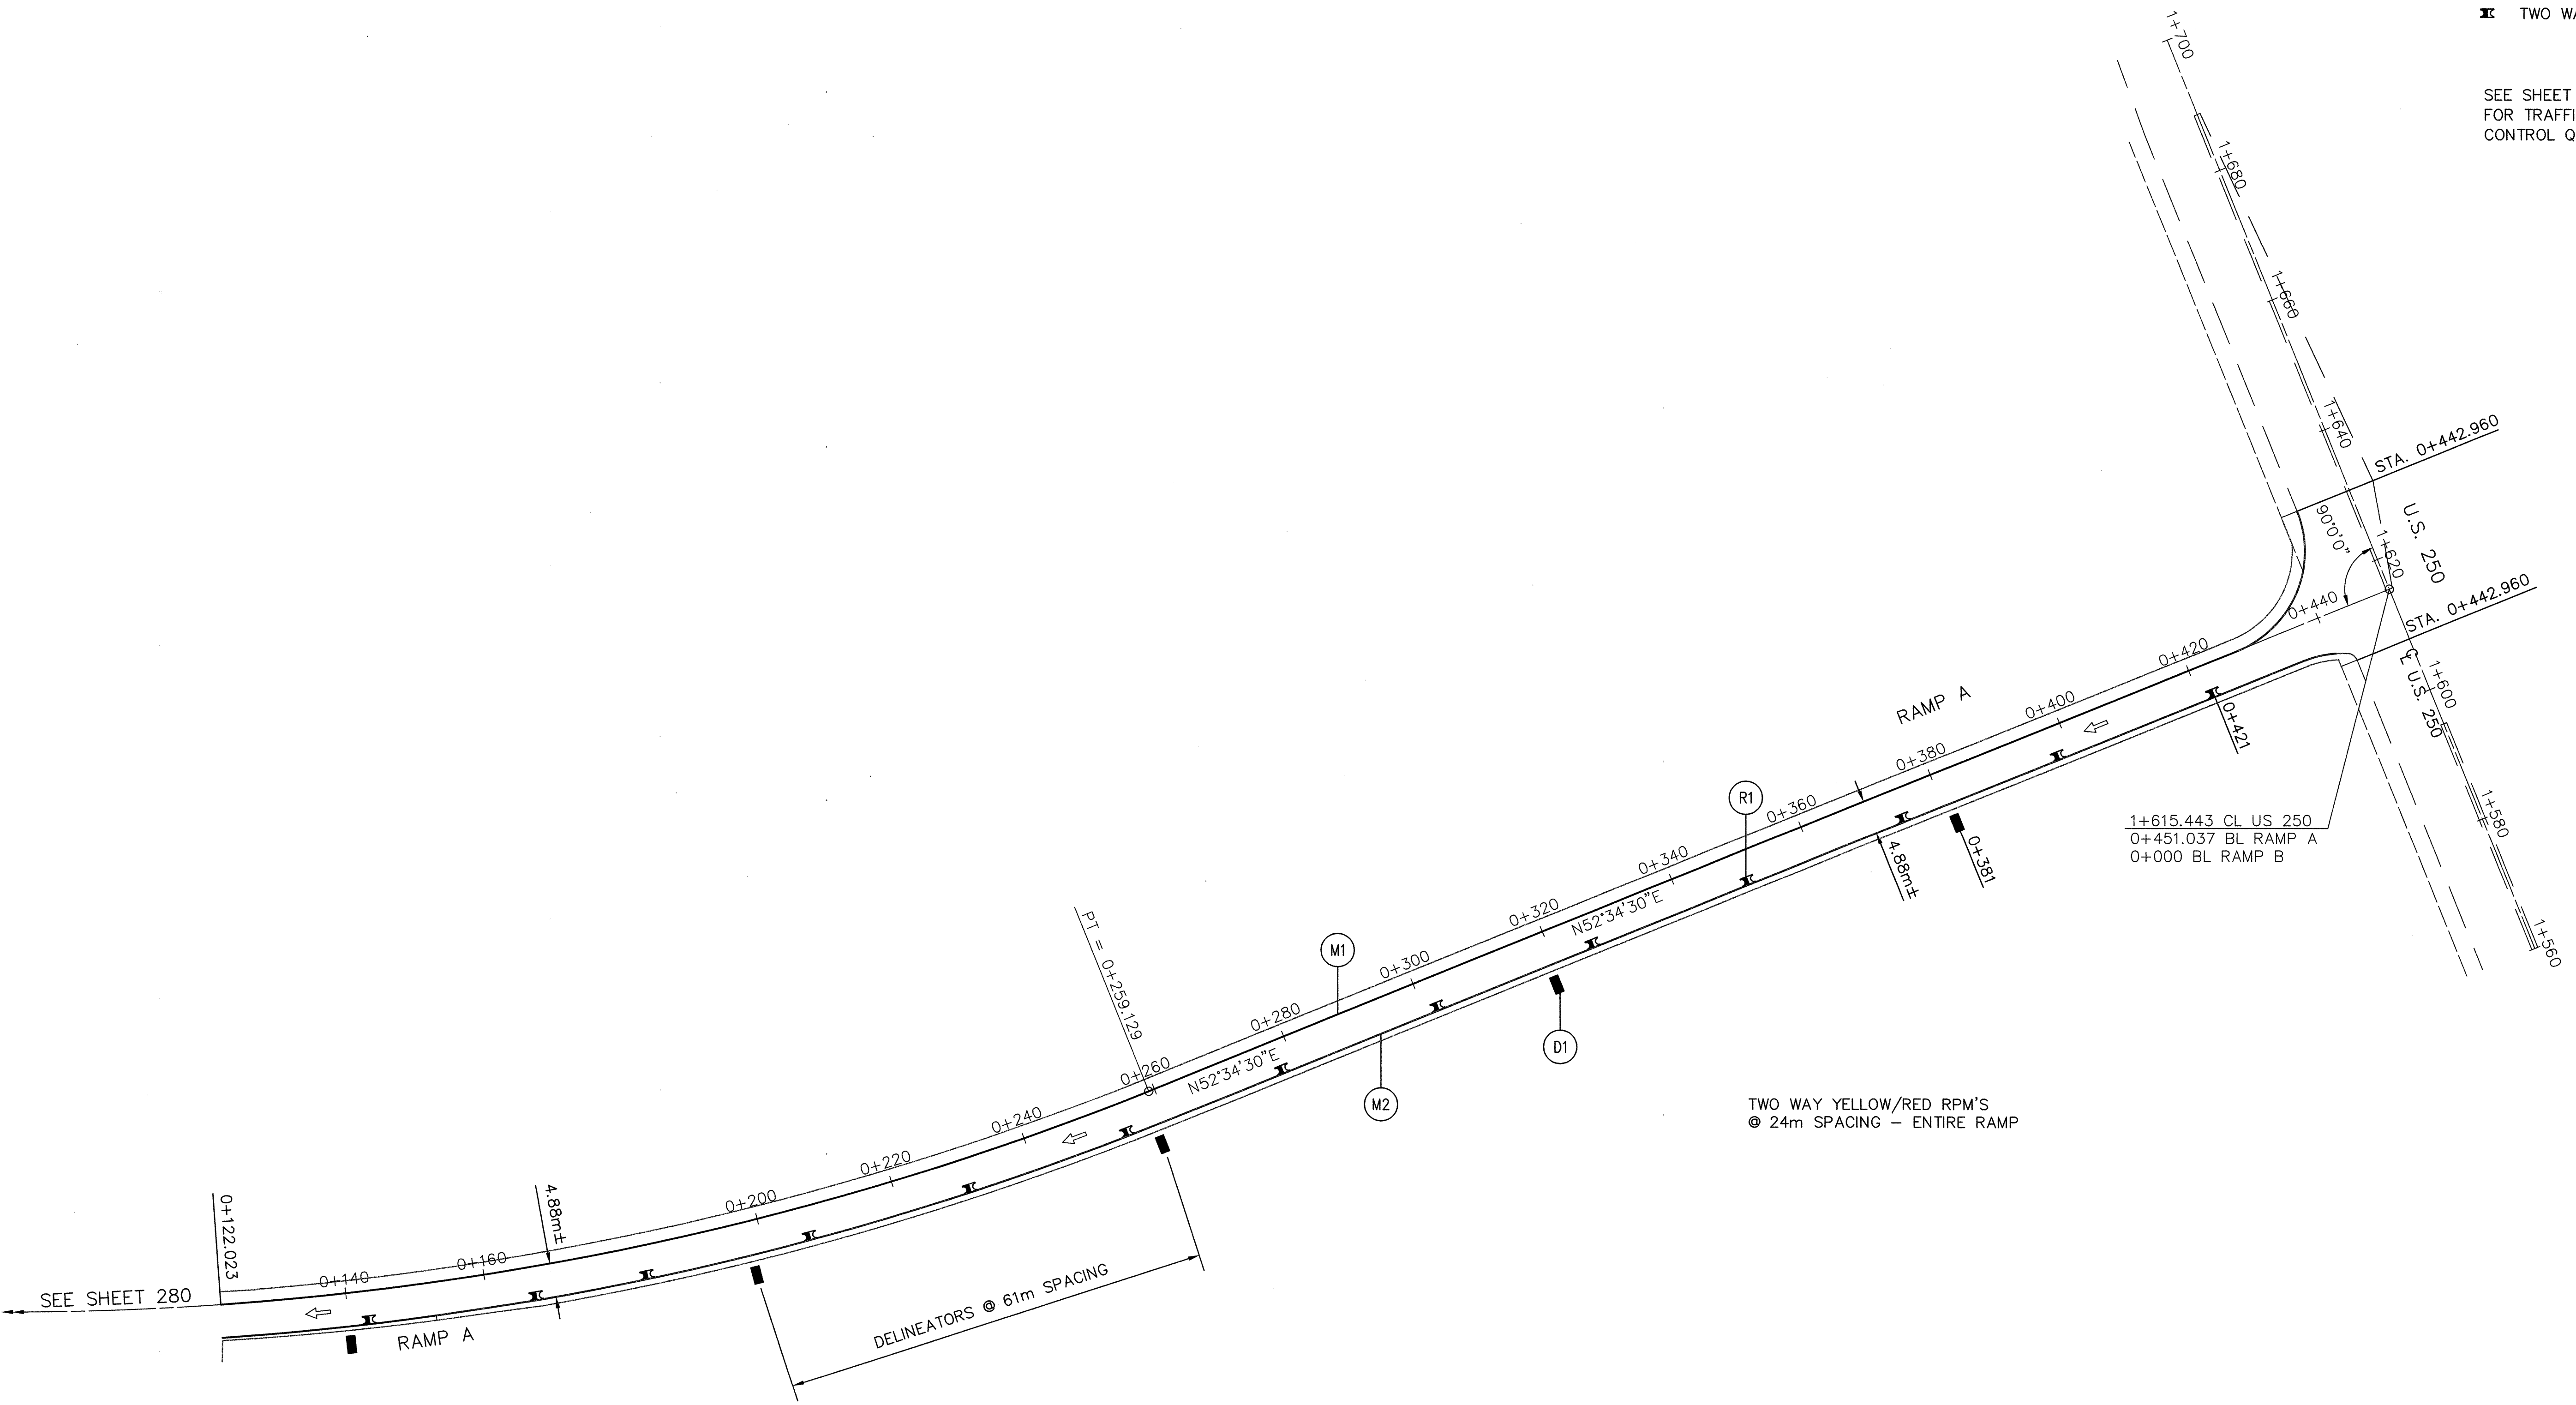 TWO WA
SEE SHEET
FOR TRAFFI
CONTROL Q
1+700
1+680
1+660
1+640
STA. 0+442.960
U.S. 250
90°0'0"
1+620
0+440
STA. 0+442.960
CL U.S. 250
1+600
1+580
1+560
1+615.443 CL US 250
0+451.037 BL RAMP A
0+000 BL RAMP B
0+420
0+421
RAMP A
0+400
0+380
0+381
4.88m±
R1
0+360
0+340
N52°34'30"E
0+320
D1
M1
0+300
0+280
M2
N52°34'30"E
PT = 0+259.129
0+260
0+240
0+220
0+200
TWO WAY YELLOW/RED RPM'S
@ 24m SPACING – ENTIRE RAMP
DELINEATORS @ 61m SPACING
4.88m±
0+160
0+140
0+122.023
SEE SHEET 280
RAMP A